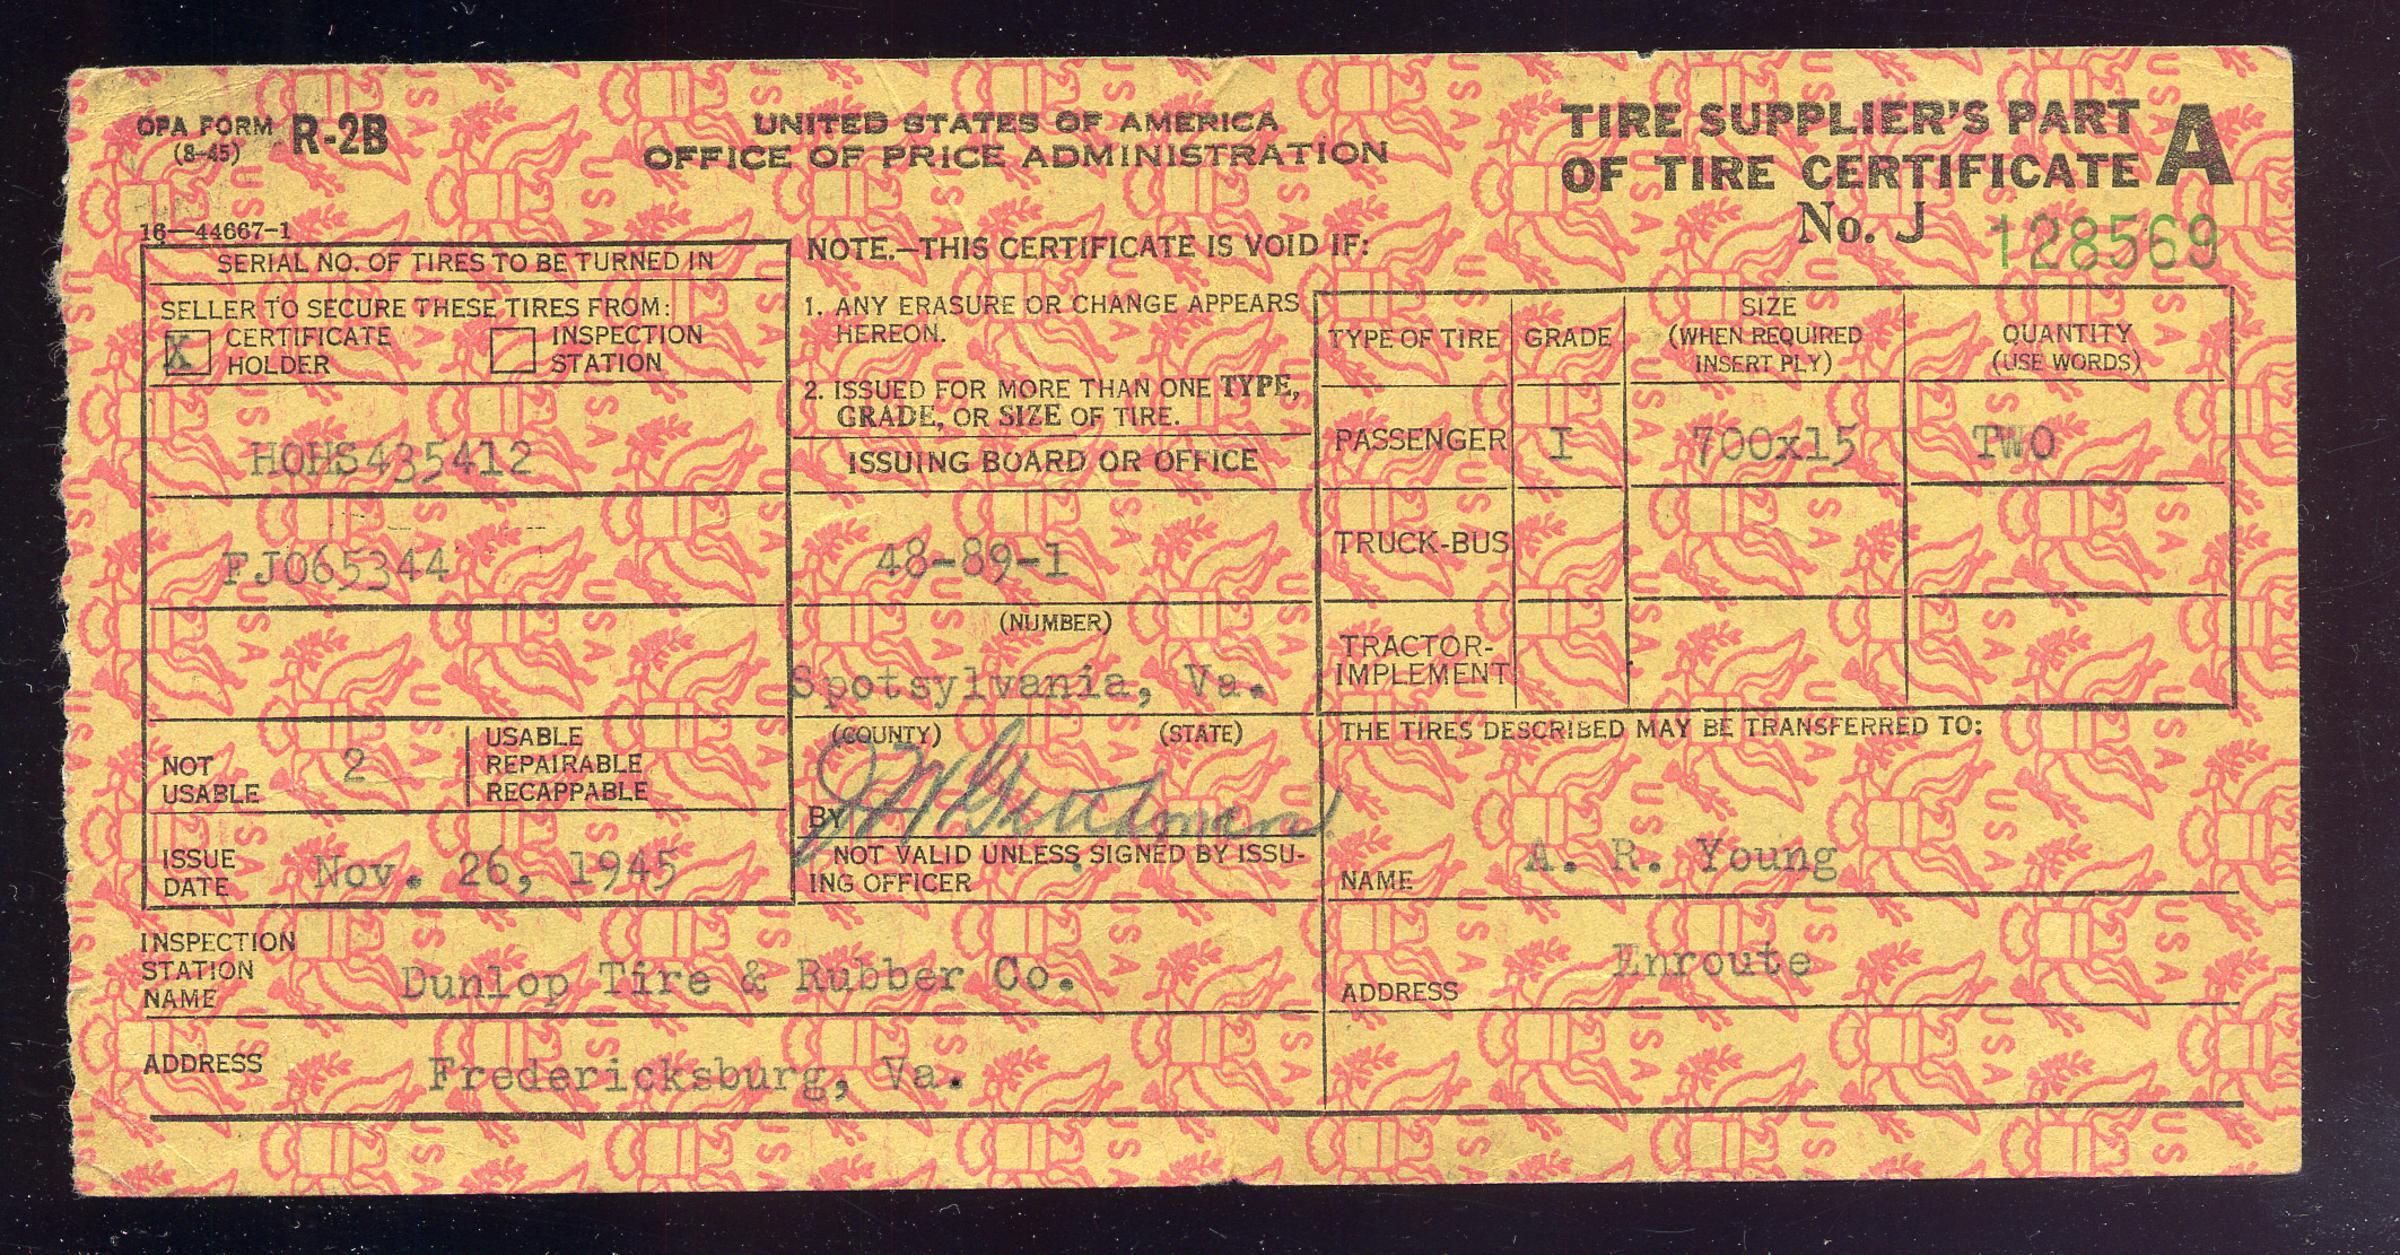 OPA FORM R-2B
(8-45)
UNITED STATES OF AMERICA
OFFICE OF PRICE ADMINISTRATION
TIRE SUPPLIER'S PART
OF TIRE CERTIFICATE A
No. J 128569
16—44667-1
SERIAL NO. OF TIRES TO BE TURNED IN
SELLER TO SECURE THESE TIRES FROM:
X CERTIFICATE HOLDER
INSPECTION STATION
HOHS435412
FJ065344
NOT USABLE 2
USABLE
REPAIRABLE
RECAPPABLE
ISSUE DATE Nov. 26, 1945
NOTE.—THIS CERTIFICATE IS VOID IF:
1. ANY ERASURE OR CHANGE APPEARS
HEREON.
2. ISSUED FOR MORE THAN ONE TYPE,
GRADE, OR SIZE OF TIRE.
ISSUING BOARD OR OFFICE
48-89-1
(NUMBER)
Spotsylvania, Va.
(COUNTY) (STATE)
BY
NOT VALID UNLESS SIGNED BY ISSU-
ING OFFICER
TYPE OF TIRE GRADE SIZE (WHEN REQUIRED INSERT PLY) QUANTITY (USE WORDS)
PASSENGER I 700x15 TWO
TRUCK-BUS
TRACTOR-
IMPLEMENT
THE TIRES DESCRIBED MAY BE TRANSFERRED TO:
NAME A. R. Young
ADDRESS Enroute
INSPECTION STATION NAME Dunlop Tire & Rubber Co.
ADDRESS Fredericksburg, Va.